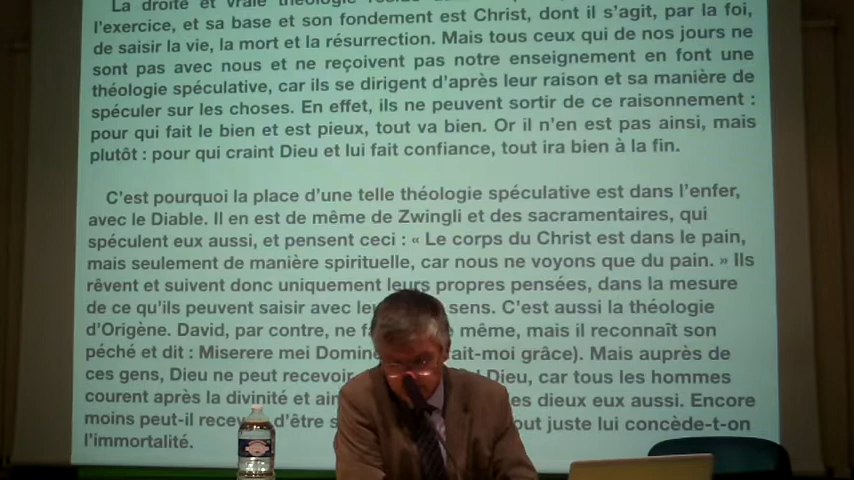 La droite et vraie théologie
l'exercice, et sa base et son fondement est Christ, dont il s'agit, par la foi,
de saisir la vie, la mort et la résurrection. Mais tous ceux qui de nos jours ne
sont pas avec nous et ne reçoivent pas notre enseignement en font une
théologie spéculative, car ils se dirigent d'après leur raison et sa manière de
spéculer sur les choses. En effet, ils ne peuvent sortir de ce raisonnement :
pour qui fait le bien et est pieux, tout va bien. Or il n'en est pas ainsi, mais
plutôt : pour qui craint Dieu et lui fait confiance, tout ira bien à la fin.
C'est pourquoi la place d'une telle théologie spéculative est dans l'enfer,
avec le Diable. Il en est de même de Zwingli et des sacramentaires, qui
spéculent eux aussi, et pensent ceci : « Le corps du Christ est dans le pain,
mais seulement de manière spirituelle, car nous ne voyons que du pain. » Ils
rêvent et suivent donc uniquement leurs propres pensées, dans la mesure
de ce qu'ils peuvent saisir avec le sens. C'est aussi la théologie
d'Origène. David, par contre, ne même, mais il reconnaît son
péché et dit : Miserere mei Domine ait-moi grâce). Mais auprès de
ces gens, Dieu ne peut recevoir Dieu, car tous les hommes
courent après la divinité et dieux eux aussi. Encore
moins peut-il d'être out juste lui concède-t-on
l'immortalité.